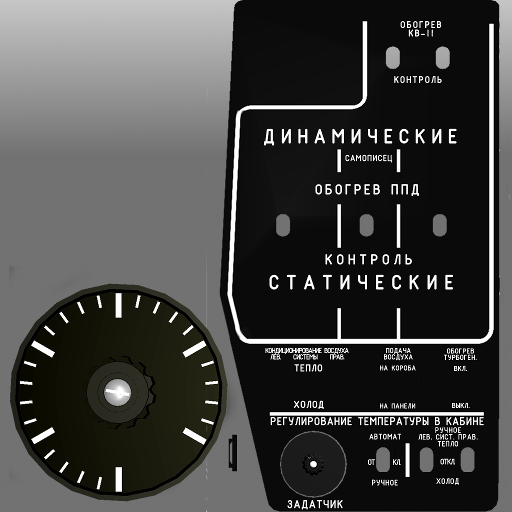 ОБОГРЕВ
КВ-II
КОНТРОЛЬ
ДИНАМИЧЕСКИЕ
САМОПИСЕЦ
ОБОГРЕВ ППД
КОНТРОЛЬ
СТАТИЧЕСКИЕ
КОНДИЦИОНИРОВАНИЕ ВОЗДУХА
ЛЕВ. СИСТЕМЫ ПРАВ.
ТЕПЛО
ПОДАЧА
ВОЗДУХА
НА КОРОБА
ОБОГРЕВ
ТУРБОГЕН.
ВКЛ.
ХОЛОД
НА ПАНЕЛИ
ВЫКЛ.
РЕГУЛИРОВАНИЕ ТЕМПЕРАТУРЫ В КАБИНЕ
АВТОМАТ
РУЧНОЕ
ЛЕВ. СИСТ. ПРАВ.
ТЕПЛО
ОТ КЛ.
ОТКЛ
РУЧНОЕ
ХОЛОД
ЗАДАТЧИК